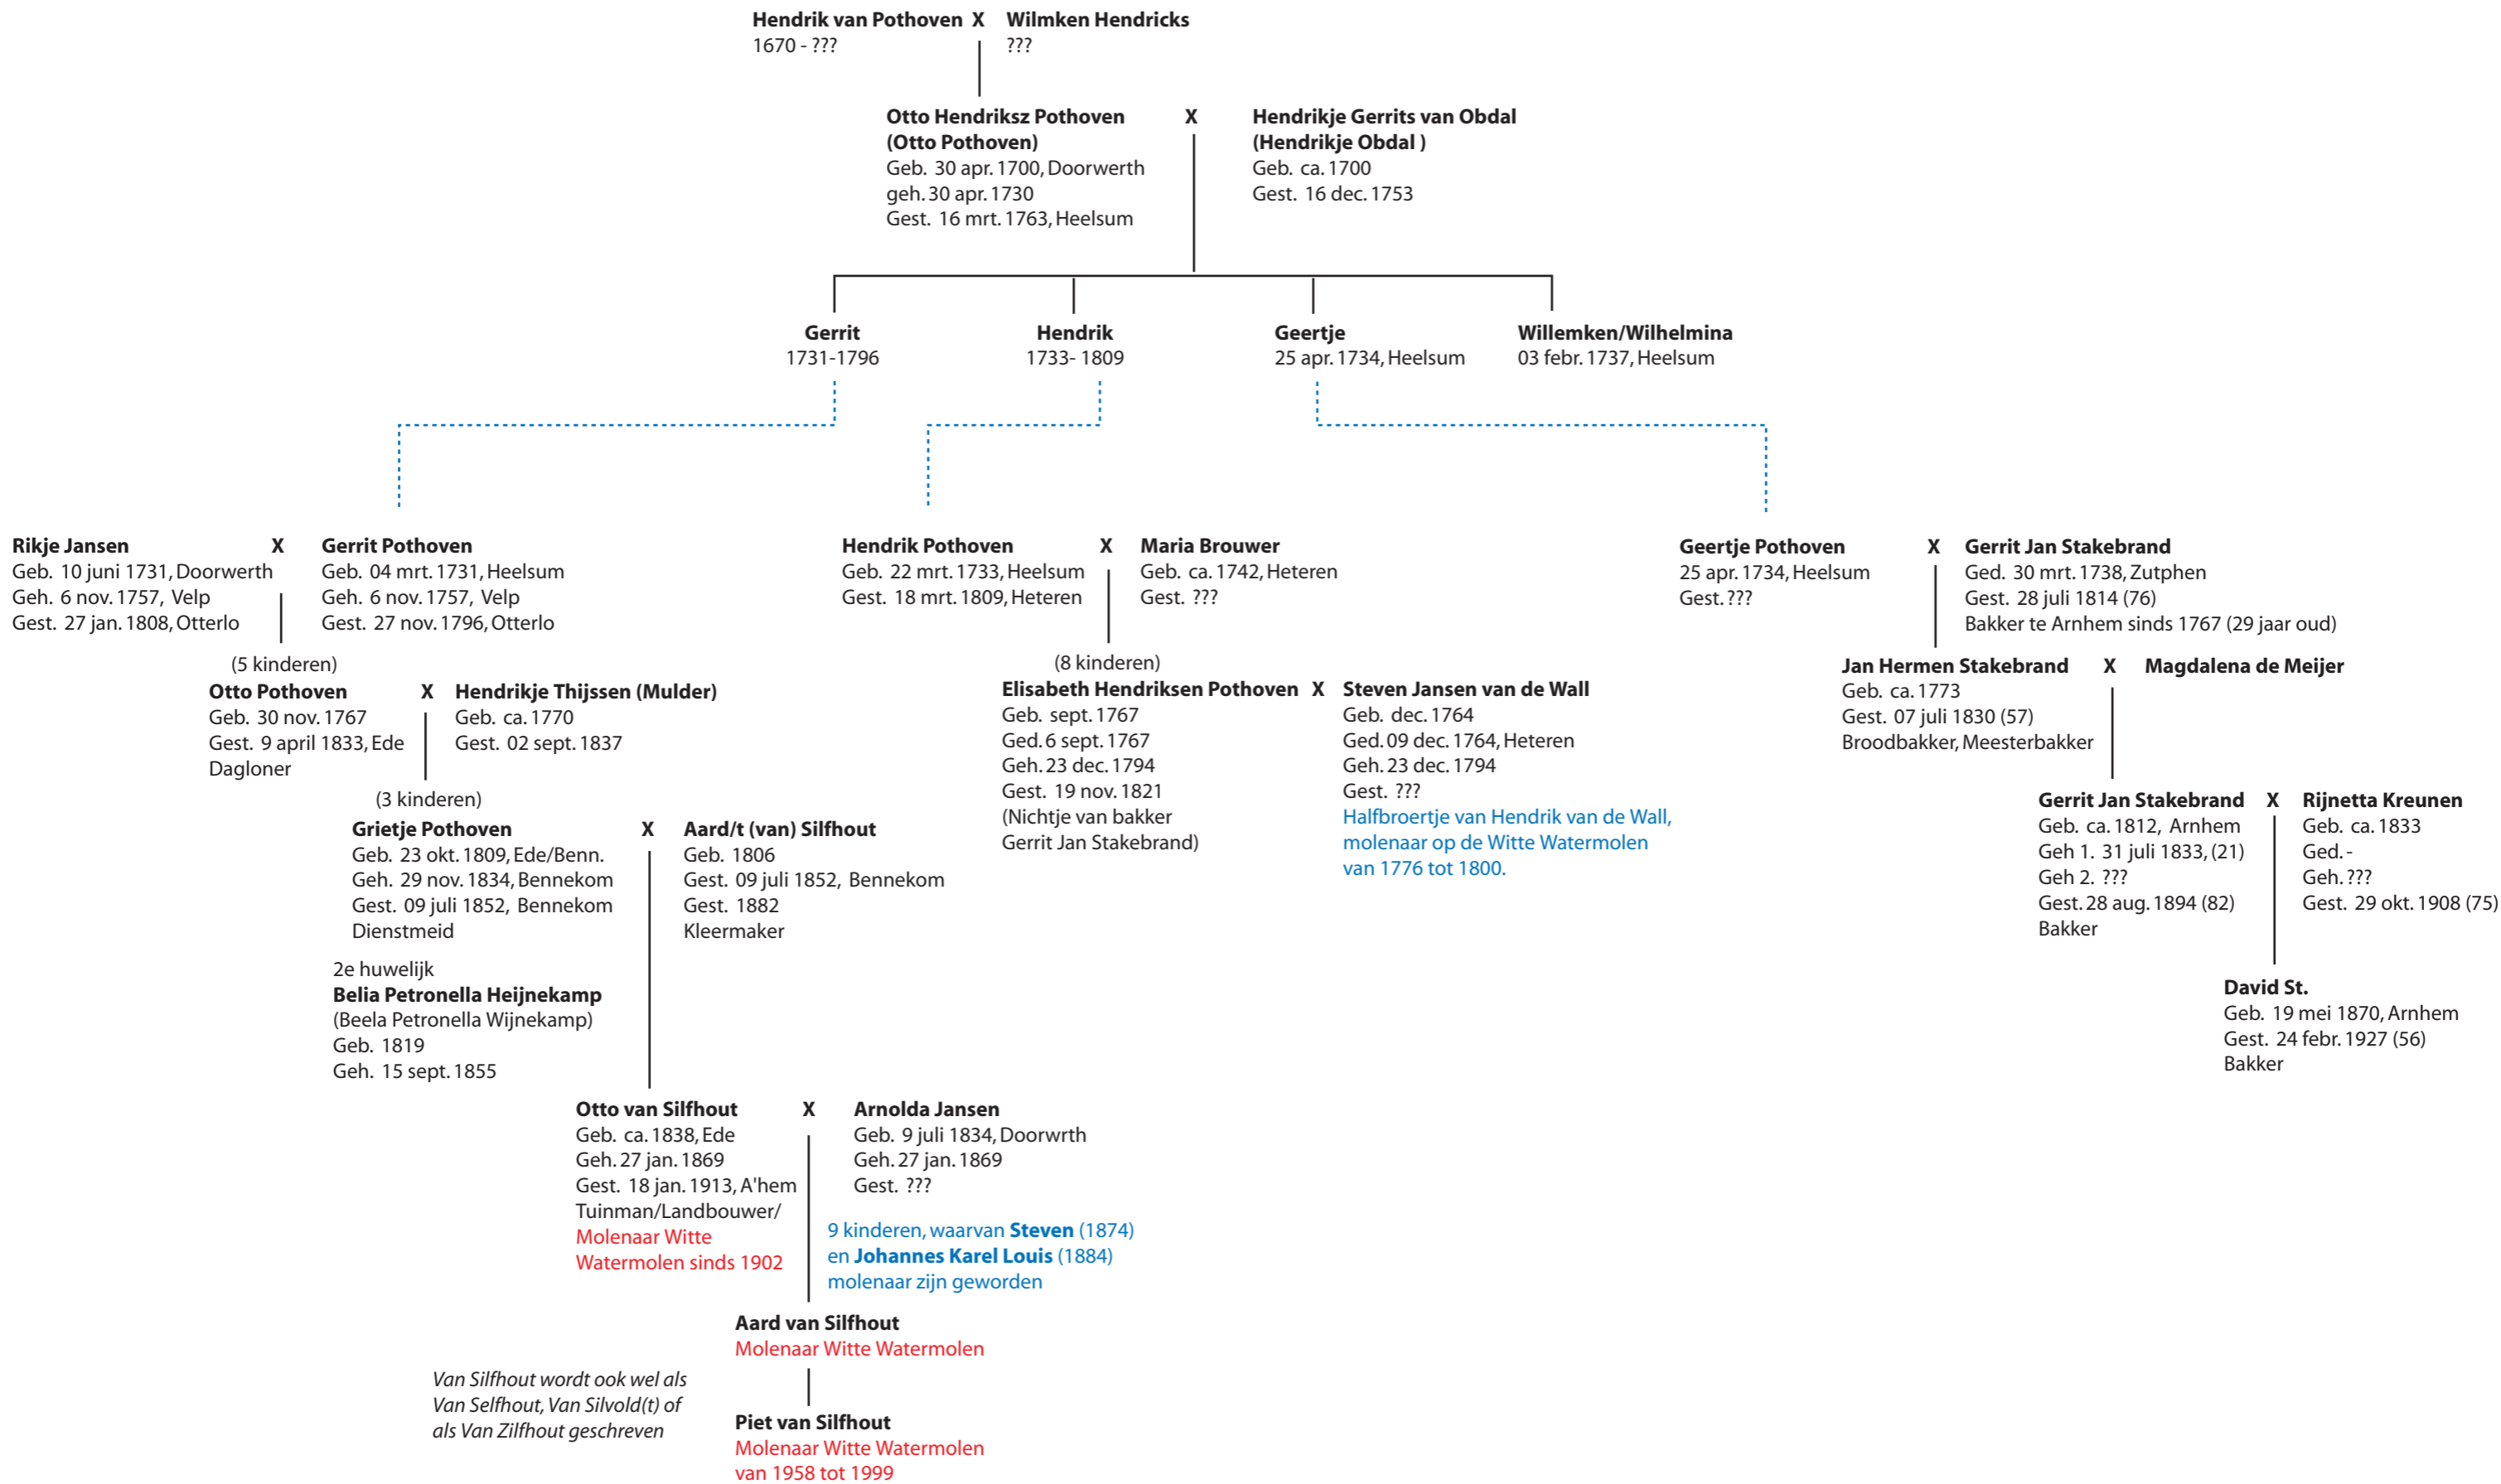 Hendrik van Pothoven X Wilmken Hendricks
1670 - ??? ???
Otto Hendriksz Pothoven X Hendrikje Gerrits van Obdal
(Otto Pothoven) (Hendrikje Obdal )
Geb. 30 apr. 1700, Doorwerth Geb. ca. 1700
geh. 30 apr. 1730 Gest. 16 dec. 1753
Gest. 16 mrt. 1763, Heelsum
Gerrit
1731-1796
Hendrik
1733- 1809
Geertje
25 apr. 1734, Heelsum
Willemken/Wilhelmina
03 febr. 1737, Heelsum
Rikje Jansen X
Geb. 10 juni 1731, Doorwerth
Geh. 6 nov. 1757, Velp
Gest. 27 jan. 1808, Otterlo
Gerrit Pothoven
Geb. 04 mrt. 1731, Heelsum
Geh. 6 nov. 1757, Velp
Gest. 27 nov. 1796, Otterlo
(5 kinderen)
Otto Pothoven X
Geb. 30 nov. 1767
Gest. 9 april 1833, Ede
Dagloner
Hendrikje Thijssen (Mulder)
Geb. ca. 1770
Gest. 02 sept. 1837
(3 kinderen)
Grietje Pothoven X
Geb. 23 okt. 1809, Ede/Benn.
Geh. 29 nov. 1834, Bennekom
Gest. 09 juli 1852, Bennekom
Dienstmeid
Aard/t (van) Silfhout
Geb. 1806
Gest. 09 juli 1852, Bennekom
Gest. 1882
Kleermaker
2e huwelijk
Belia Petronella Heijnekamp
(Beela Petronella Wijnekamp)
Geb. 1819
Geh. 15 sept. 1855
Otto van Silfhout X
Geb. ca. 1838, Ede
Geh. 27 jan. 1869
Gest. 18 jan. 1913, A'hem
Tuinman/Landbouwer/
Molenaar Witte
Watermolen sinds 1902
Arnolda Jansen
Geb. 9 juli 1834, Doorwrth
Geh. 27 jan. 1869
Gest. ???
9 kinderen, waarvan Steven (1874)
en Johannes Karel Louis (1884)
molenaar zijn geworden
Aard van Silfhout
Molenaar Witte Watermolen
Van Silfhout wordt ook wel als
Van Selfhout, Van Silvold(t) of
als Van Zilfhout geschreven
Piet van Silfhout
Molenaar Witte Watermolen
van 1958 tot 1999
Hendrik Pothoven X
Geb. 22 mrt. 1733, Heelsum
Gest. 18 mrt. 1809, Heteren
Maria Brouwer
Geb. ca. 1742, Heteren
Gest. ???
(8 kinderen)
Elisabeth Hendriksen Pothoven X
Geb. sept. 1767
Ged. 6 sept. 1767
Geh. 23 dec. 1794
Gest. 19 nov. 1821
(Nichtje van bakker
Gerrit Jan Stakebrand)
Steven Jansen van de Wall
Geb. dec. 1764
Ged. 09 dec. 1764, Heteren
Geh. 23 dec. 1794
Gest. ???
Halfbroertje van Hendrik van de Wall,
molenaar op de Witte Watermolen
van 1776 tot 1800.
Geertje Pothoven X
25 apr. 1734, Heelsum
Gest. ???
Gerrit Jan Stakebrand
Ged. 30 mrt. 1738, Zutphen
Gest. 28 juli 1814 (76)
Bakker te Arnhem sinds 1767 (29 jaar oud)
Jan Hermen Stakebrand X Magdalena de Meijer
Geb. ca. 1773
Gest. 07 juli 1830 (57)
Broodbakker, Meesterbakker
Gerrit Jan Stakebrand X
Geb. ca. 1812, Arnhem
Geh 1. 31 juli 1833, (21)
Geh 2. ???
Gest. 28 aug. 1894 (82)
Bakker
Rijnetta Kreunen
Geb. ca. 1833
Ged. -
Geh. ???
Gest. 29 okt. 1908 (75)
David St.
Geb. 19 mei 1870, Arnhem
Gest. 24 febr. 1927 (56)
Bakker